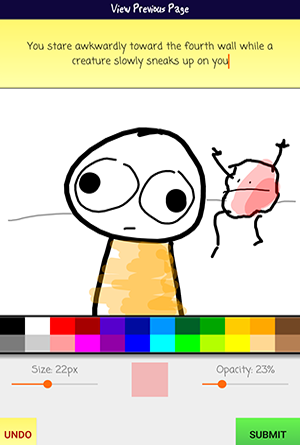 View Previous Page
You stare awkwardly toward the fourth wall while a
creature slowly sneaks up on you
Size: 22px
Opacity: 23%
UNDO
SUBMIT